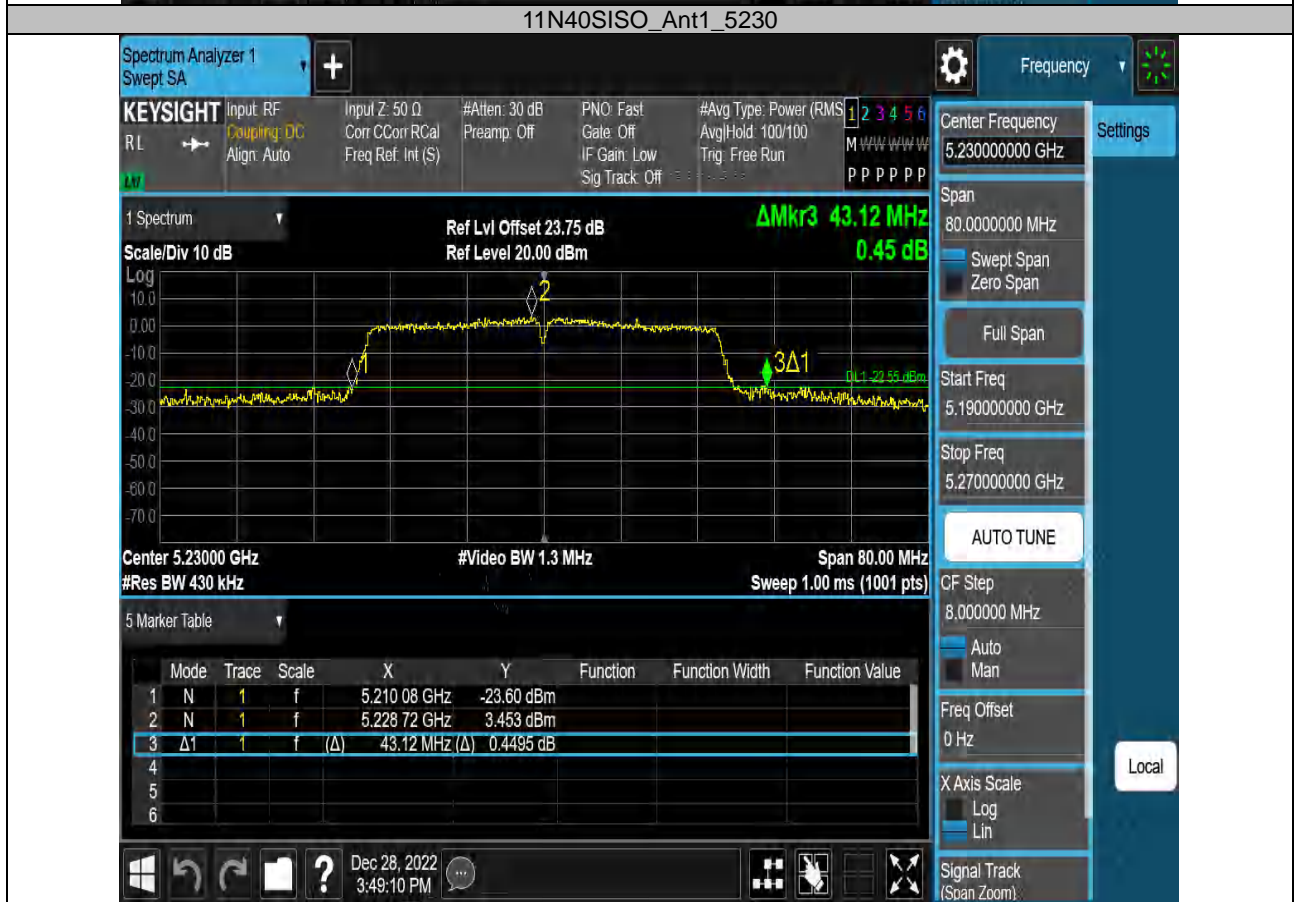 11N40SISO_Ant1_5230
Spectrum Analyzer 1
Swept SA
Frequency
KEYSIGHT
RL
Input: RF
Coupling: DC
Align: Auto
Input Z: 50 Ω
Corr CCorr RCal
Freq Ref: Int (S)
#Atten: 30 dB
Preamp: Off
PNO: Fast
Gate: Off
IF Gain: Low
Sig Track: Off
#Avg Type: Power (RMS
Avg|Hold: 100/100
Trig: Free Run
1 2 3 4 5 6
M W W W W W
P P P P P P
Center Frequency
5.230000000 GHz
Settings
Span
80.0000000 MHz
Swept Span
Zero Span
Full Span
Start Freq
5.190000000 GHz
Stop Freq
5.270000000 GHz
AUTO TUNE
CF Step
8.000000 MHz
Auto
Man
Freq Offset
0 Hz
X Axis Scale
Log
Lin
Signal Track
(Span Zoom)
Local
1 Spectrum
Scale/Div 10 dB
Ref Lvl Offset 23.75 dB
Ref Level 20.00 dBm
ΔMkr3 43.12 MHz
0.45 dB
Log
10.0
0.00
-10.0
-20.0
-30.0
-40.0
-50.0
-60.0
-70.0
2
1
3Δ1
DL1 -22.55 dBm
Center 5.23000 GHz
#Video BW 1.3 MHz
Span 80.00 MHz
#Res BW 430 kHz
Sweep 1.00 ms (1001 pts)
5 Marker Table
Mode Trace Scale X Y Function Function Width Function Value
1 N 1 f 5.210 08 GHz -23.60 dBm
2 N 1 f 5.228 72 GHz 3.453 dBm
3 Δ1 1 f (Δ) 43.12 MHz (Δ) 0.4495 dB
4
5
6
?
Dec 28, 2022
3:49:10 PM